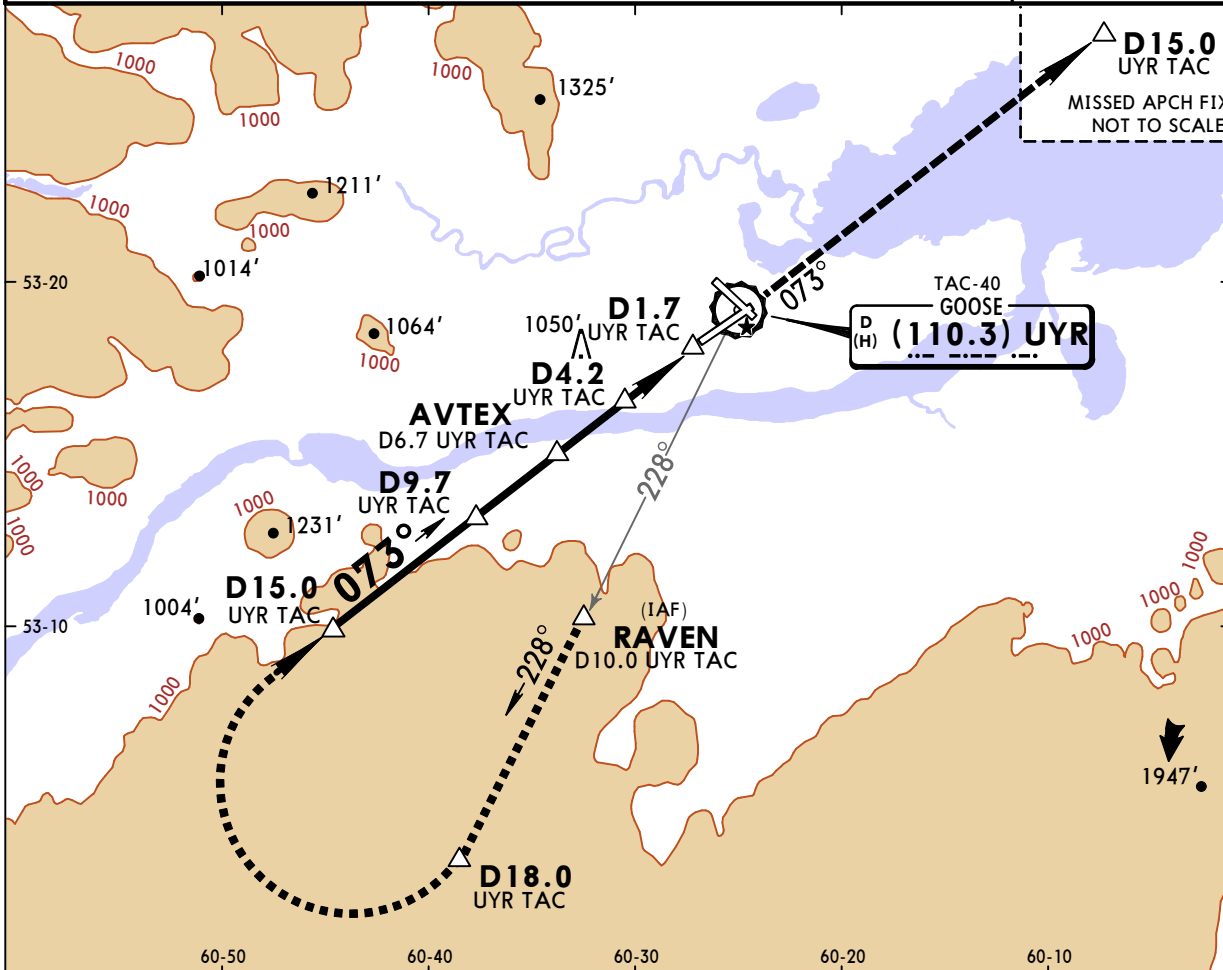 1000
1000
1325'
D15.0
UYR TAC
MISSED APCH FIX
NOT TO SCALE
1000
1211'
1000
1000
1014'
53-20
073°
TAC-40
GOOSE
D
(H)
(110.3) UYR
D1.7
UYR TAC
1050'
1064'
1000
D4.2
UYR TAC
AVTEX
D6.7 UYR TAC
228°
D9.7
UYR TAC
1000
1000
1000
1000
1231'
073°
D15.0
UYR TAC
1004'
53-10
(IAF)
RAVEN
D10.0 UYR TAC
228°
1000
1000
1000
1000
1947'
D18.0
UYR TAC
60-50
60-40
60-30
60-20
60-10